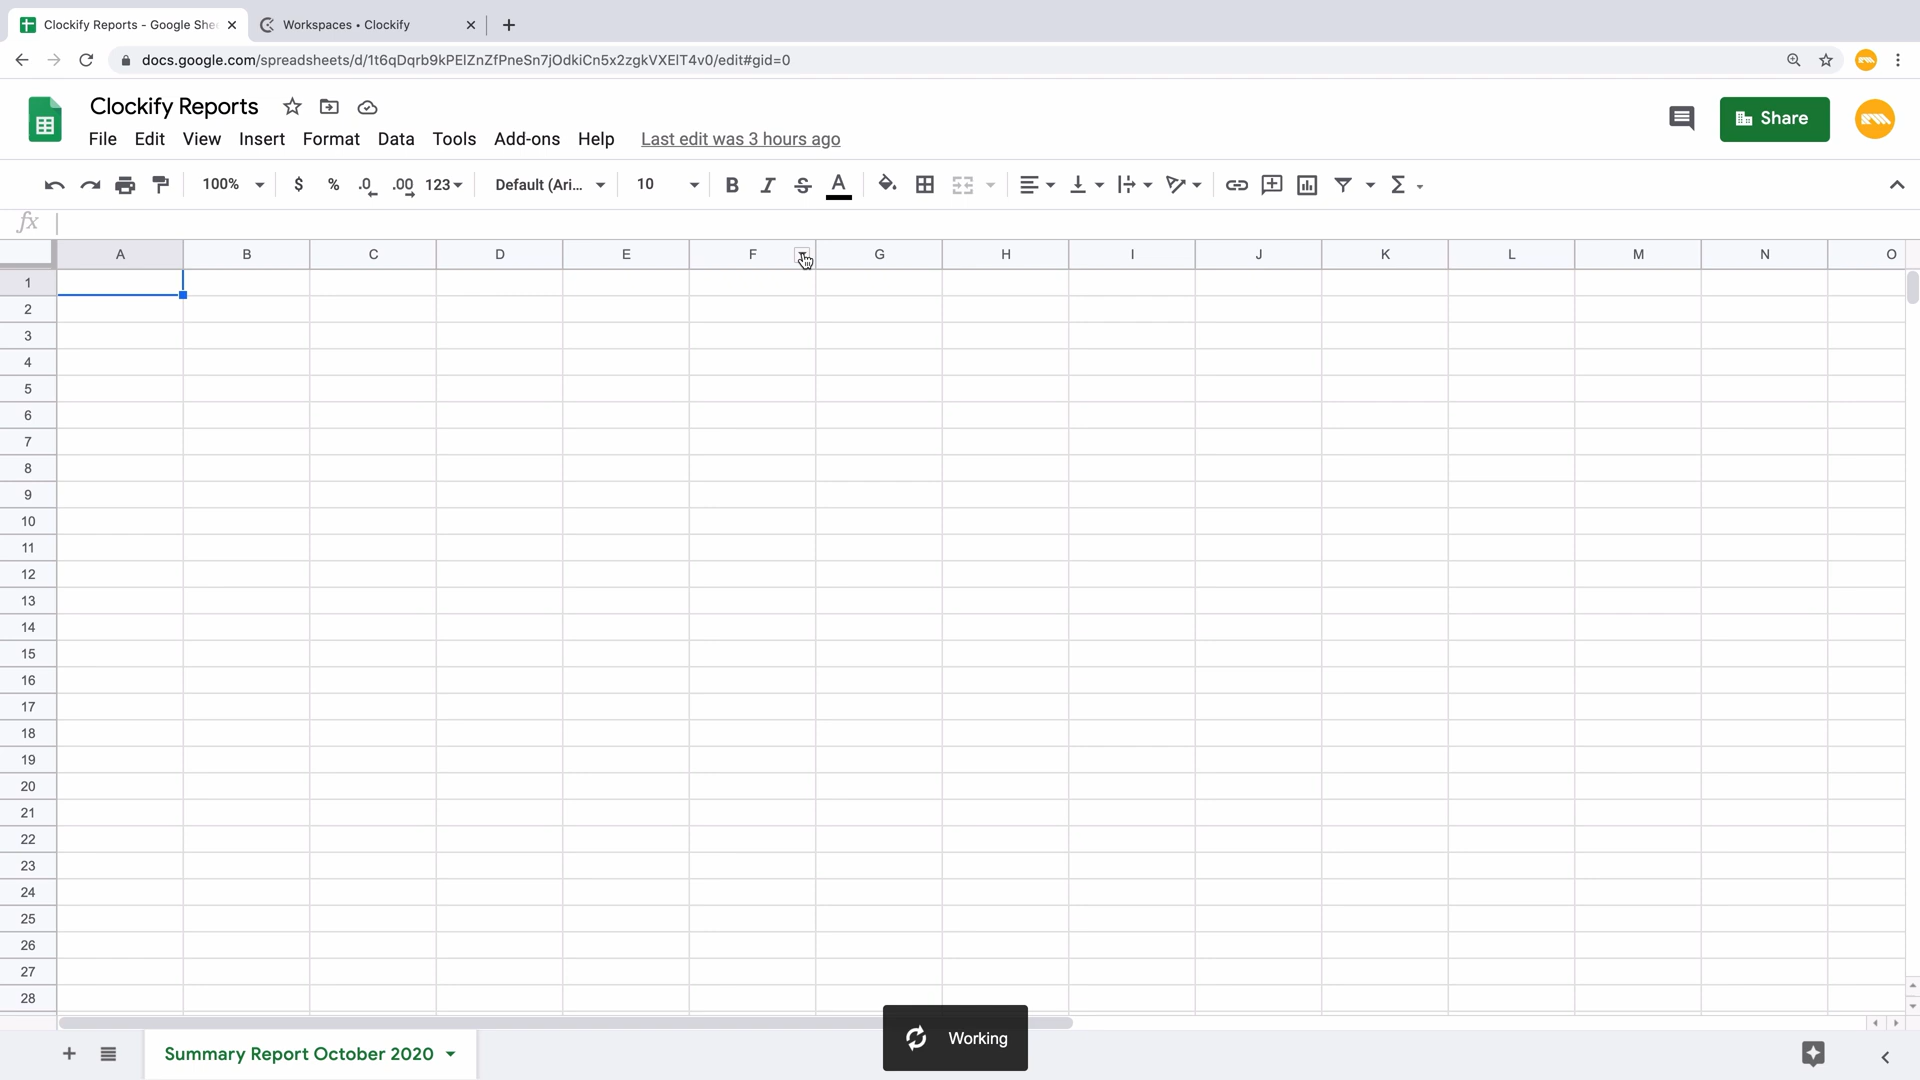 Clockify Reports - Google She
Workspaces • Clockify
docs.google.com/spreadsheets/d/1t6qDqrb9kPElZnZfPneSn7jOdkiCn5x2zgkVXElT4v0/edit#gid=0
Clockify Reports
File Edit View Insert Format Data Tools Add-ons Help Last edit was 3 hours ago
Share
100% $ % .0 .00 123 Default (Ari... 10 B I S A Σ
fx
A B C D E F G H I J K L M N O
1
2
3
4
5
6
7
8
9
10
11
12
13
14
15
16
17
18
19
20
21
22
23
24
25
26
27
28
Working
Summary Report October 2020